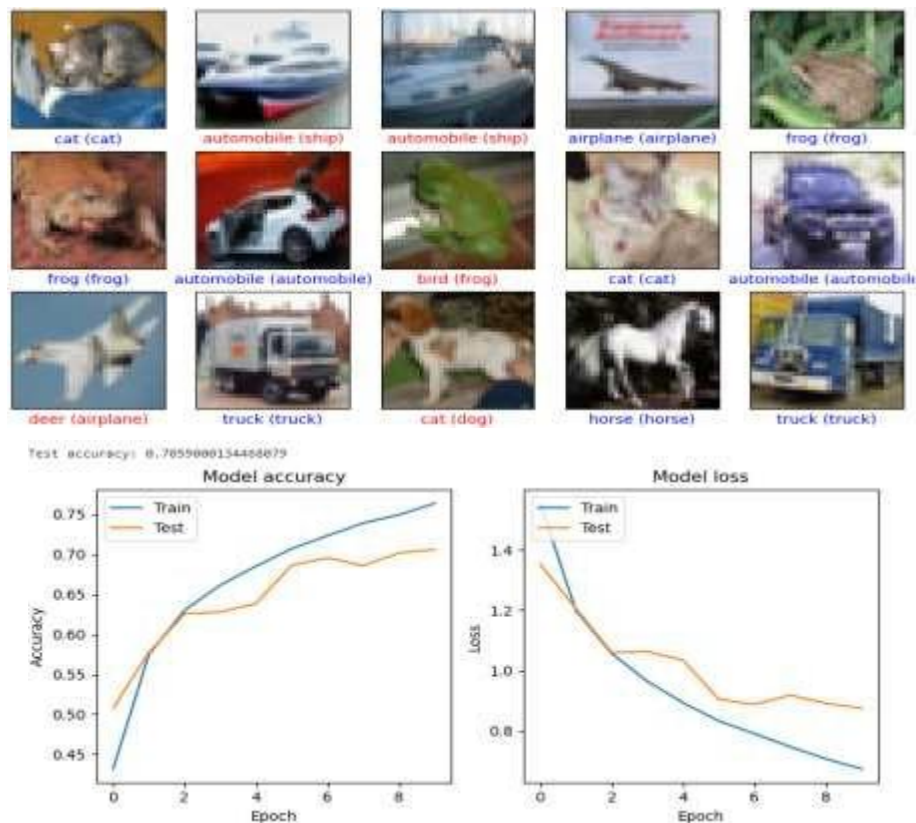 cat (cat) automobile (ship) automobile (ship) airplane (airplane) frog (frog)
frog (frog) automobile (automobile) bird (frog) cat (cat) automobile (automobile
deer (airplane) truck (truck) cat (dog) horse (horse) truck (truck)
Test accuracy:
Model accuracy
Train
Test
0.75
0.70
0.65
0.60
0.55
0.50
0.45
Accuracy
0 2 4 6 8
Epoch
Model loss
Train
Test
1.4
1.2
1.0
0.8
Loss
0 2 4 6 8
Epoch